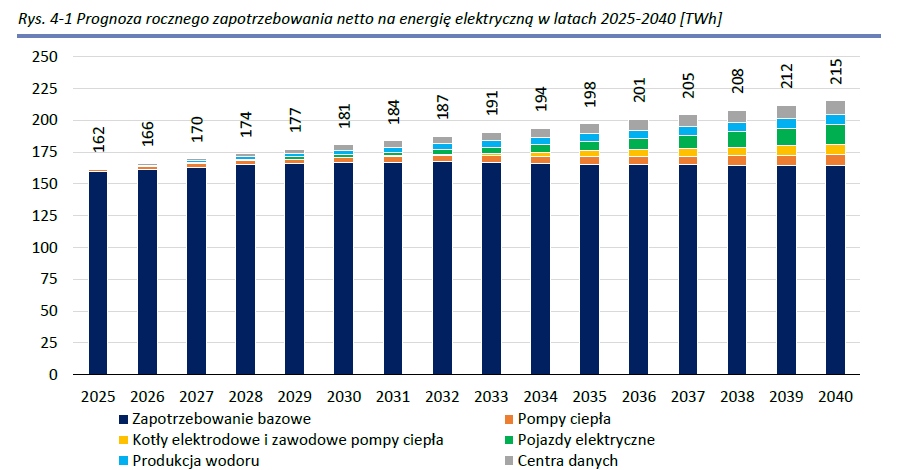 Rys. 4-1 Prognoza rocznego zapotrzebowania netto na energię elektryczną w latach 2025-2040 [TWh]
250
225
200
175
150
125
100
75
50
25
0
162 166 170 174 177 181 184 187 191 194 198 201 205 208 212 215
2025 2026 2027 2028 2029 2030 2031 2032 2033 2034 2035 2036 2037 2038 2039 2040
Zapotrzebowanie bazowe Pompy ciepła
Kotły elektrodowe i zawodowe pompy ciepła Pojazdy elektryczne
Produkcja wodoru Centra danych